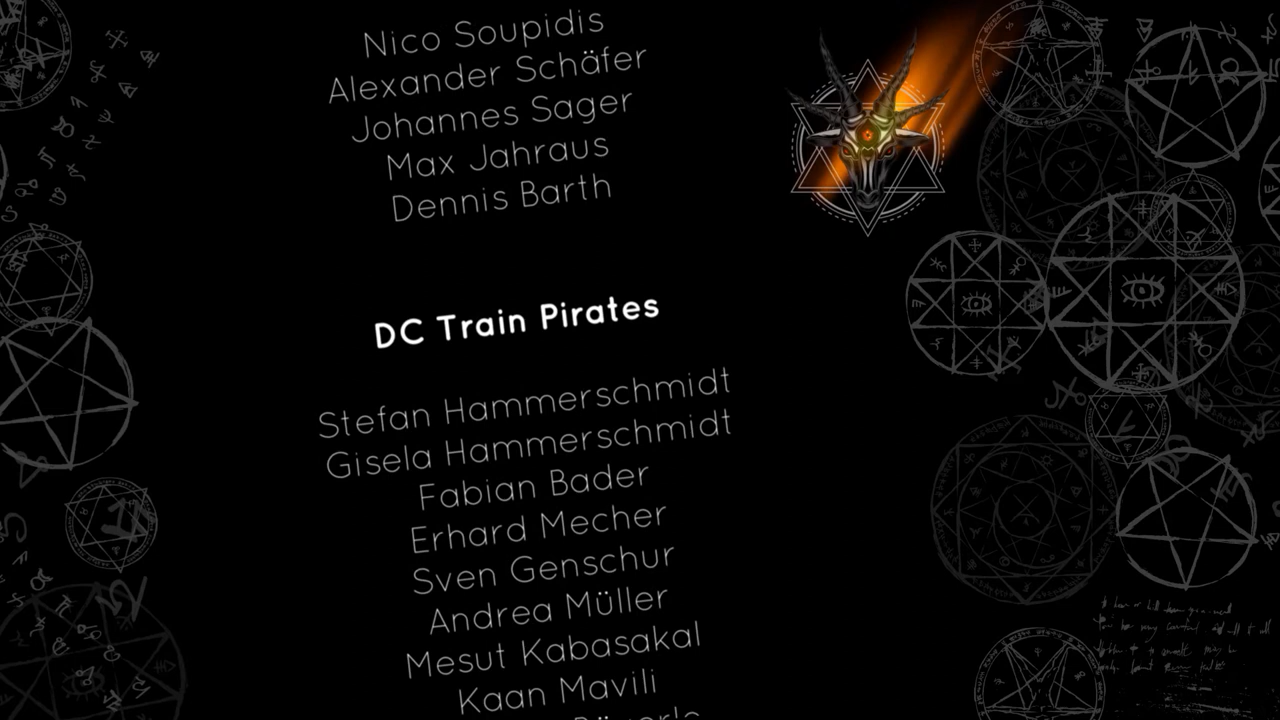 Nico Soupidis
Alexander Schäfer
Johannes Sager
Max Jahraus
Dennis Barth
DC Train Pirates
Stefan Hammerschmidt
Gisela Hammerschmidt
Fabian Bader
Erhard Mecher
Sven Genschur
Andrea Müller
Mesut Kabasakal
Kaan Mavili